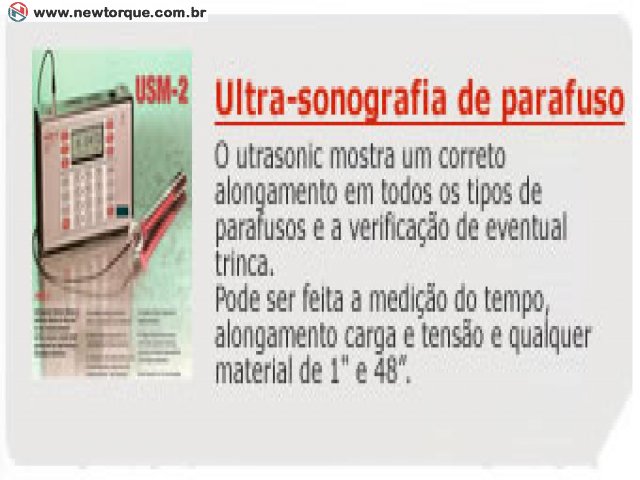 www.newtorque.com.br
USM-2
Ultra-sonografia de parafuso
O utrasonic mostra um correto
alongamento em todos os tipos de
parafusos e a verificação de eventual
trinca.
Pode ser feita a medição do tempo,
alongamento carga e tensão e qualquer
material de 1" e 48”.